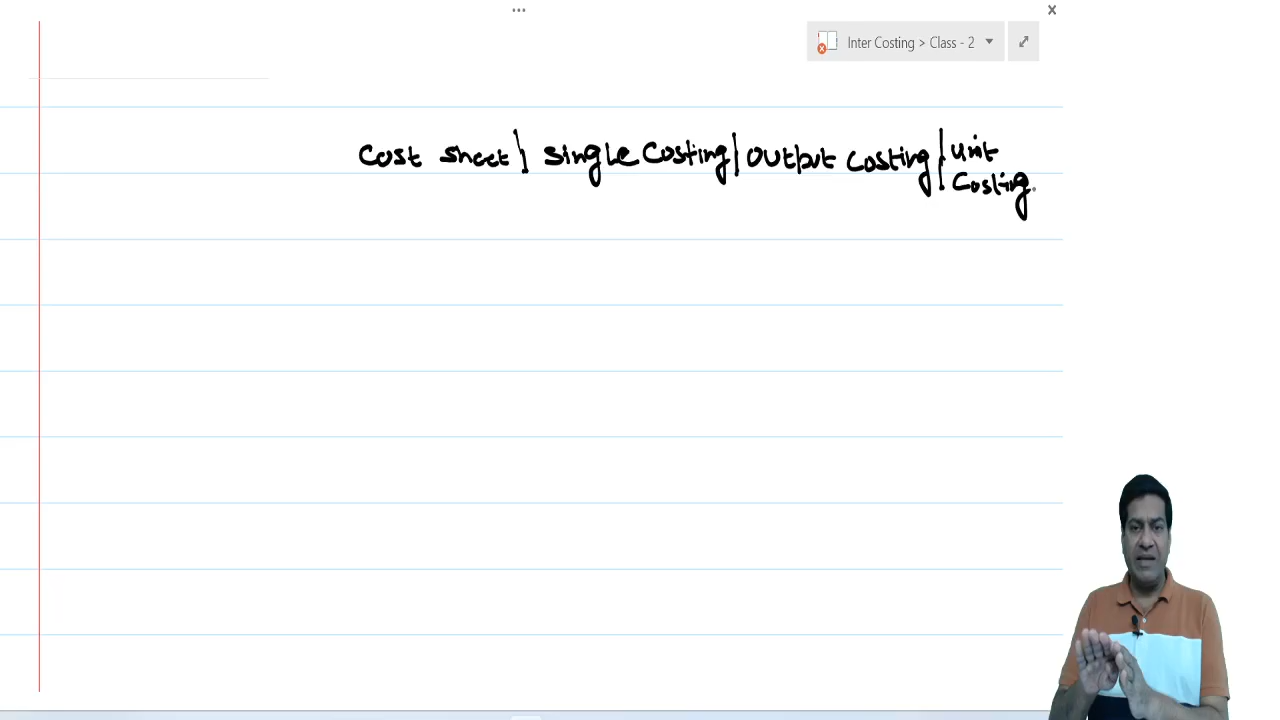 Inter Costing > Class - 2
Cost sheet | Single Costing | Output Costing | Unit
Costing.